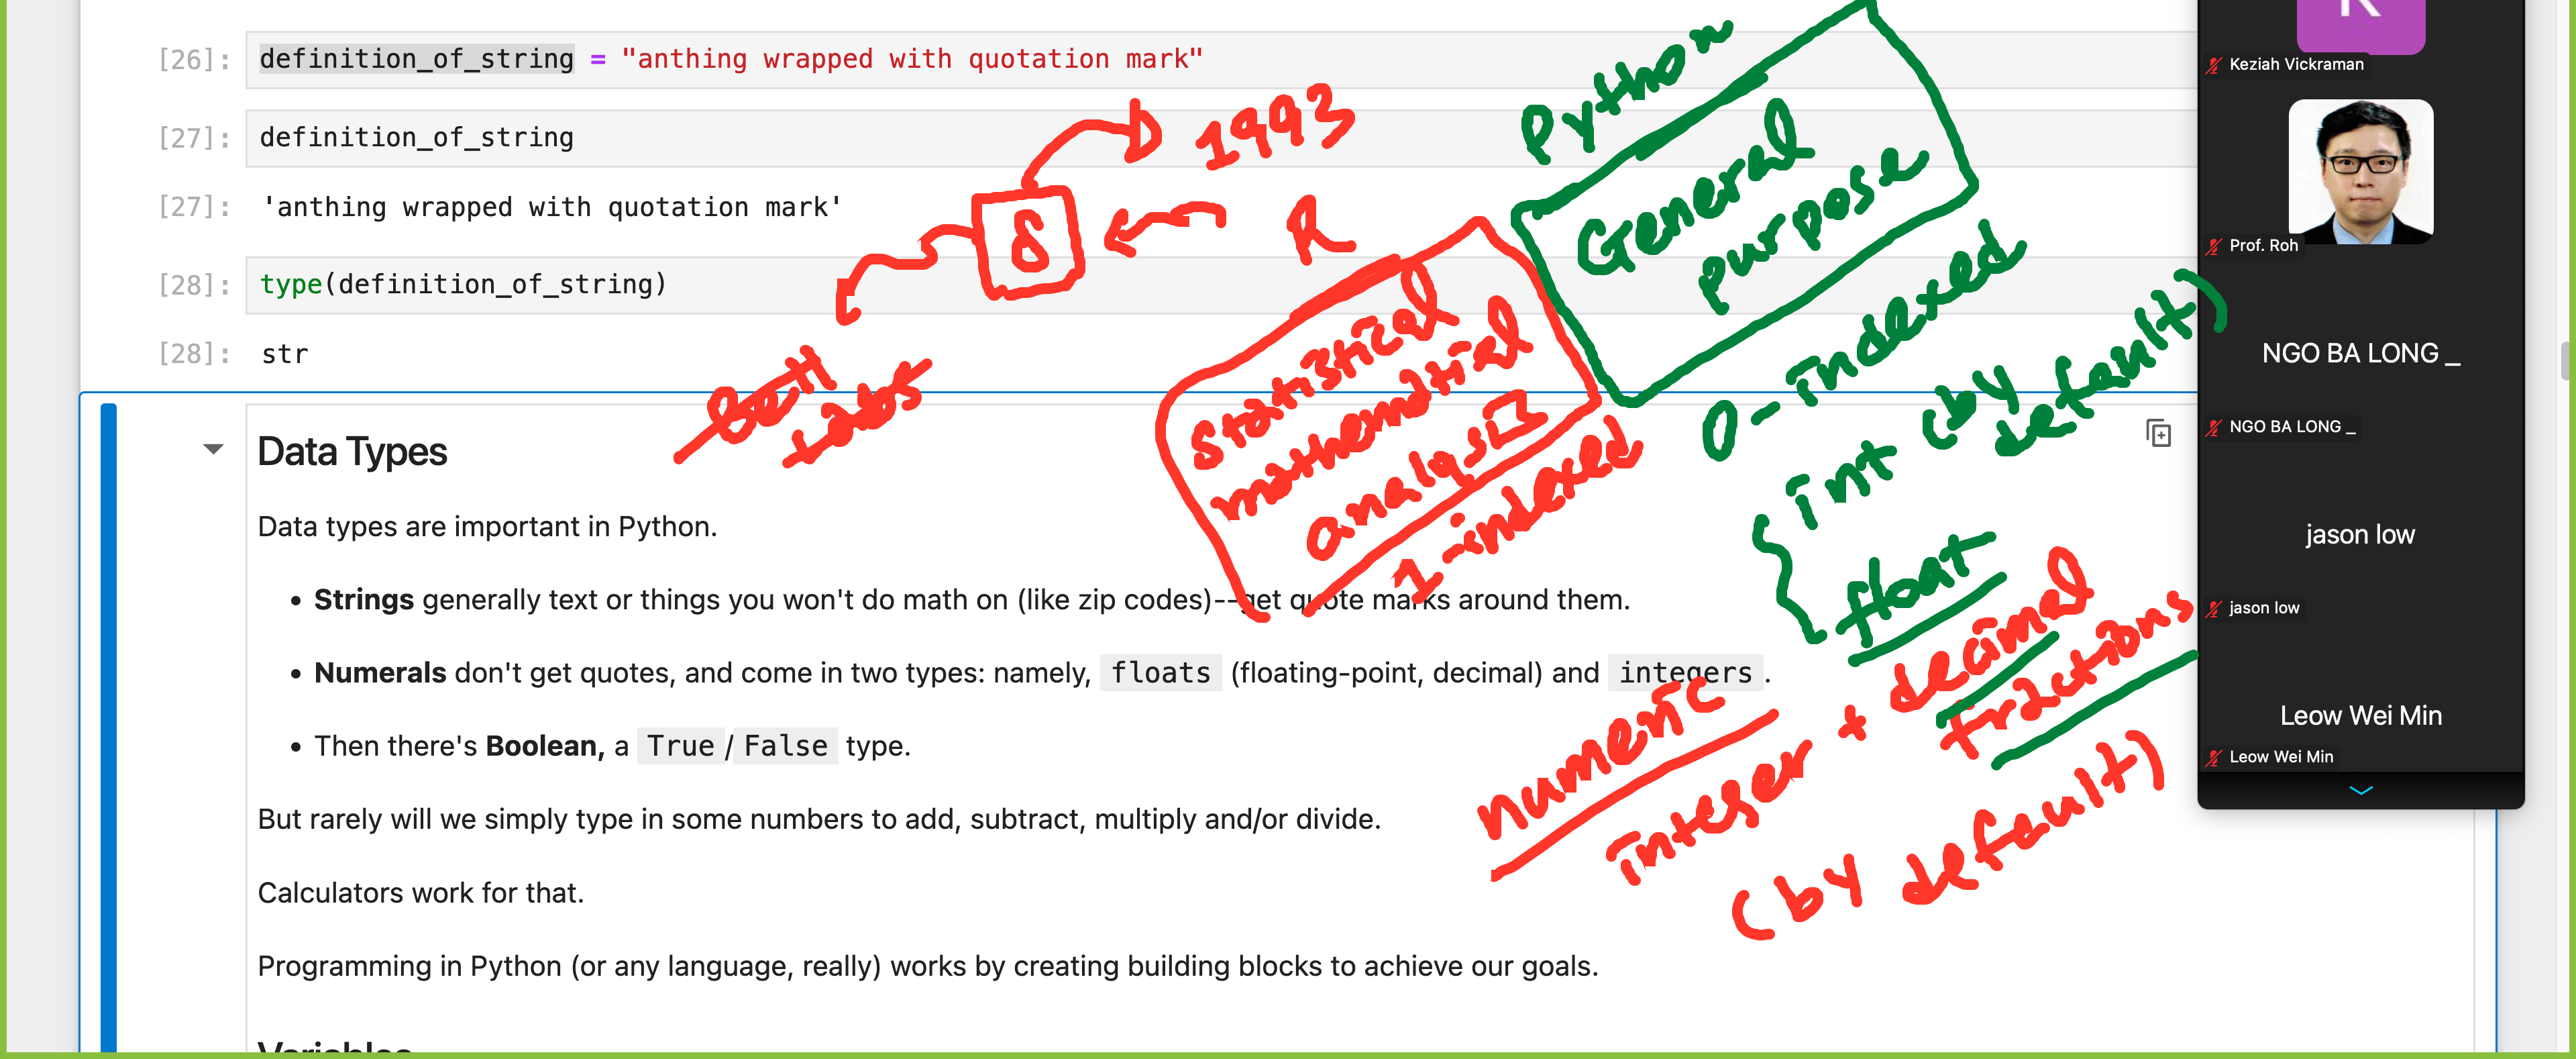 [26]: definition_of_string = "anthing wrapped with quotation mark"
[27]: definition_of_string
[27]: 'anthing wrapped with quotation mark'
[28]: type(definition_of_string)
[28]: str
Data Types
Data types are important in Python.
• Strings generally text or things you won't do math on (like zip codes)--get quote marks around them.
• Numerals don't get quotes, and come in two types: namely, floats (floating-point, decimal) and integers.
• Then there's Boolean, a True/False type.
But rarely will we simply type in some numbers to add, subtract, multiply and/or divide.
Calculators work for that.
Programming in Python (or any language, really) works by creating building blocks to achieve our goals.
Variables
1993
S
R
Bell
Labs
Statistical
mathematical
analysis
1-indexed
Python
General
purpose
0-indexed
int (by
default)
float
numeric
integer + decimal
fractions
(by default)
K
Keziah Vickraman
Prof. Roh
NGO BA LONG _
NGO BA LONG _
jason low
jason low
Leow Wei Min
Leow Wei Min